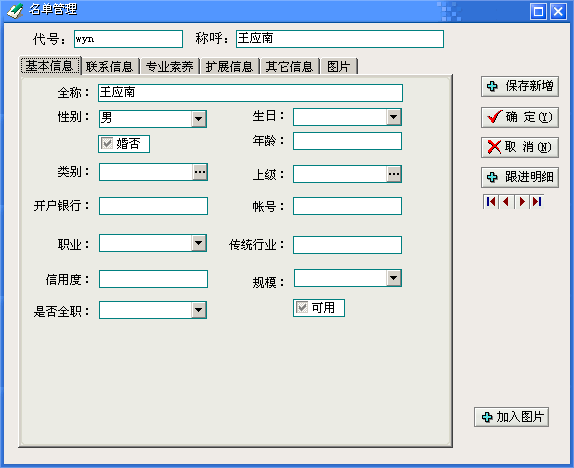 名单管理
代号： wyn 称呼： 王应南
基本信息 联系信息 专业素养 扩展信息 其它信息 图片
全称： 王应南
性别： 男 生日：
婚否 年龄：
类别： ... 上级： ...
开户银行： 帐号：
职业： 传统行业：
信用度： 规模：
是否全职： 可用
保存新增
确 定(Y)
取 消(N)
跟进明细
加入图片